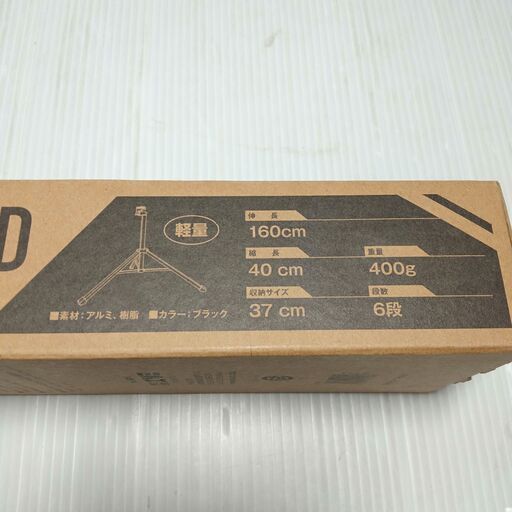 D
軽量
伸長
160cm
縮長
重量
40 cm
400g
収納サイズ
段数
37 cm
6段
■素材:アルミ、樹脂 ■カラー:ブラック